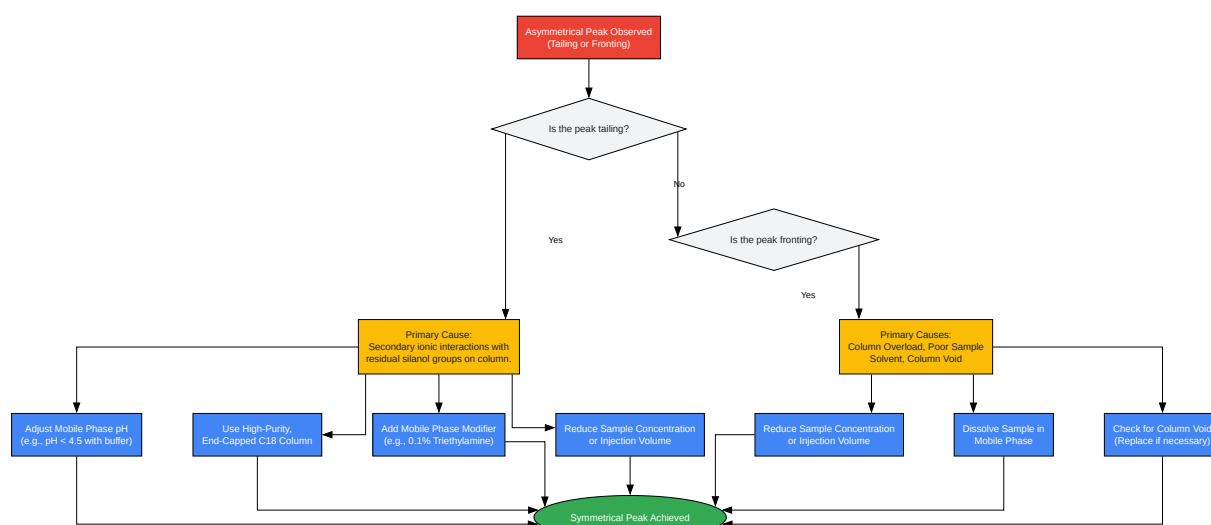 Asymmetrical Peak Observed
(Tailing or Fronting)
Is the peak tailing?
No
Is the peak fronting?
Yes
Yes
Primary Cause:
Secondary ionic interactions with
residual silanol groups on column.
Primary Causes:
Column Overload, Poor Sample
Solvent, Column Void
Adjust Mobile Phase pH
(e.g., pH < 4.5 with buffer)
Use High-Purity,
End-Capped C18 Column
Add Mobile Phase Modifier
(e.g., 0.1% Triethylamine)
Reduce Sample Concentration
or Injection Volume
Reduce Sample Concentration
or Injection Volume
Dissolve Sample in
Mobile Phase
Check for Column Void
(Replace if necessary)
Symmetrical Peak Achieved